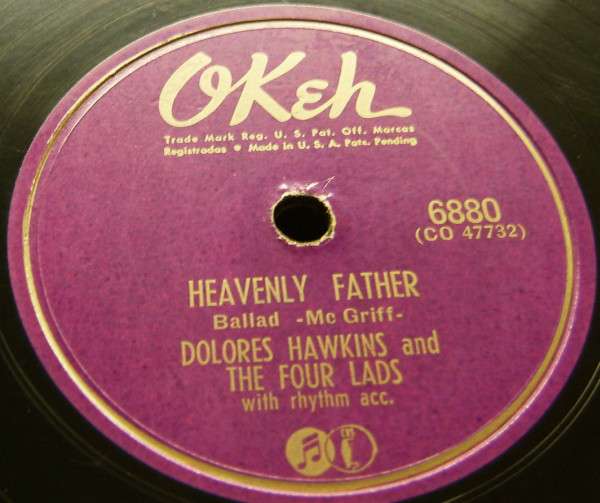 OKeh
Trade Mark Reg. U. S. Pat. Off. Marcas
Registradas • Made in U. S. A. Pats. Pending
6880
(CO 47732)
HEAVENLY FATHER
Ballad -Mc Griff-
DOLORES HAWKINS and
THE FOUR LADS
with rhythm acc.